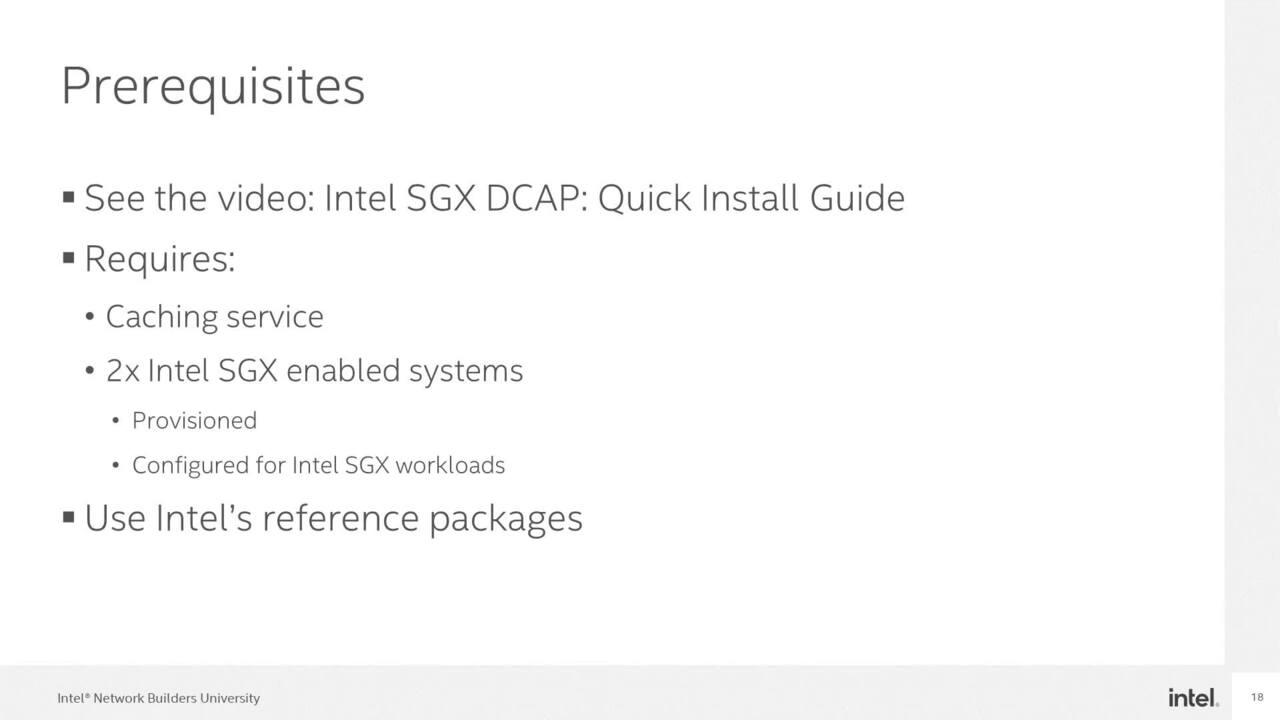 Prerequisites
▪ See the video: Intel SGX DCAP: Quick Install Guide
▪ Requires:
• Caching service
• 2x Intel SGX enabled systems
• Provisioned
• Configured for Intel SGX workloads
▪ Use Intel’s reference packages
Intel® Network Builders University
intel.
18